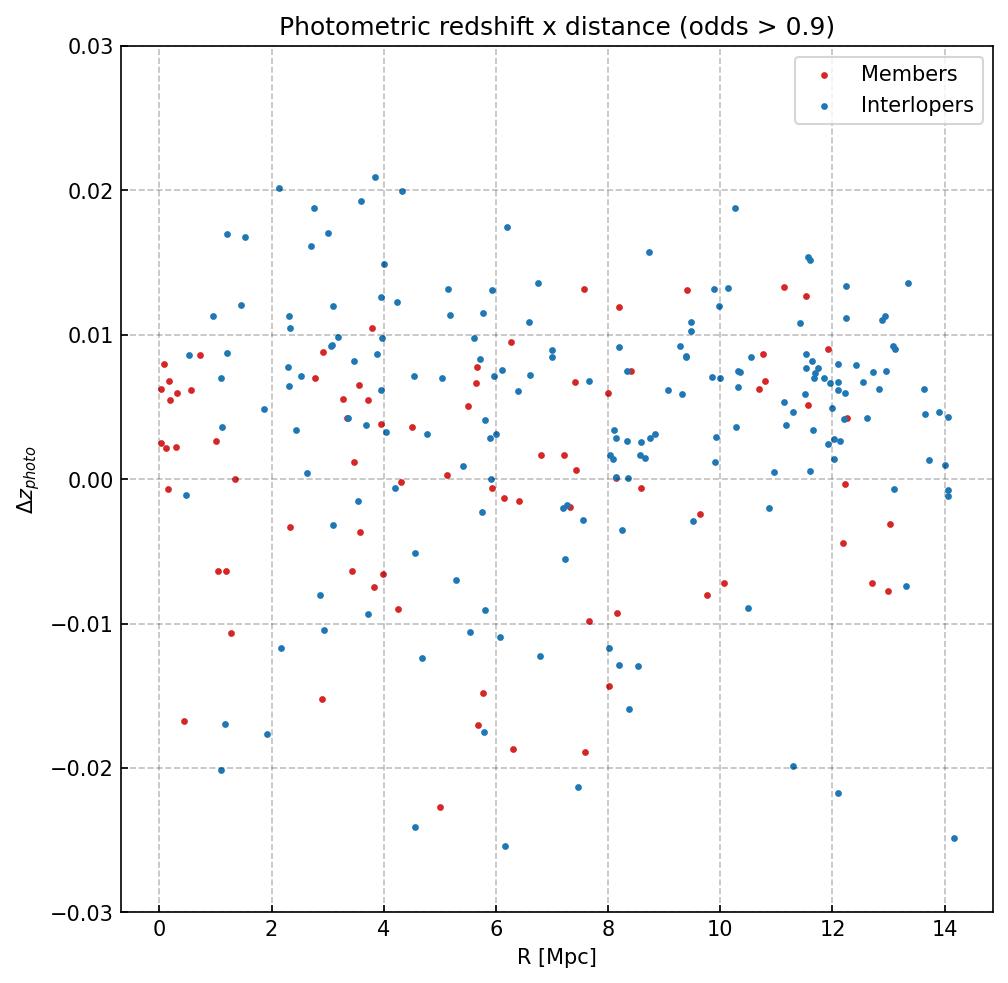 Photometric redshift x distance (odds > 0.9)
0.03
Members
Interlopers
0.02
0.01
0.00
−0.01
−0.02
−0.03
Δz_photo
0 2 4 6 8 10 12 14
R [Mpc]